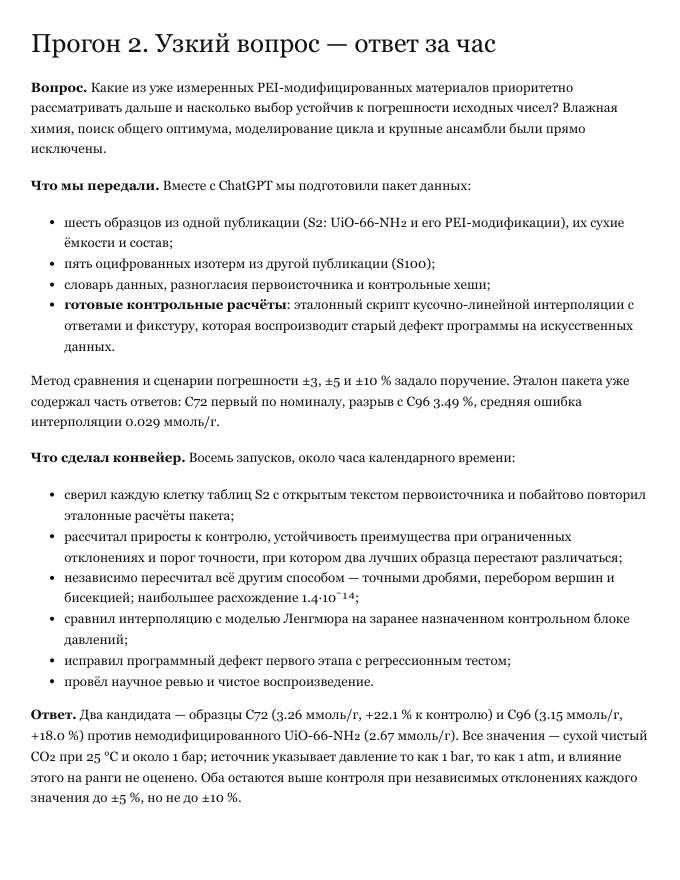 Прогон 2. Узкий вопрос — ответ за час
Вопрос. Какие из уже измеренных PEI-модифицированных материалов приоритетно
рассматривать дальше и насколько выбор устойчив к погрешности исходных чисел? Влажная
химия, поиск общего оптимума, моделирование цикла и крупные ансамбли были прямо
исключены.
Что мы передали. Вместе с ChatGPT мы подготовили пакет данных:
• шесть образцов из одной публикации (S2: UiO-66-NH₂ и его PEI-модификации), их сухие
ёмкости и состав;
• пять оцифрованных изотерм из другой публикации (S100);
• словарь данных, разногласия первоисточника и контрольные хеши;
• готовые контрольные расчёты: эталонный скрипт кусочно-линейной интерполяции с
ответами и фикстуру, которая воспроизводит старый дефект программы на искусственных
данных.
Метод сравнения и сценарии погрешности ±3, ±5 и ±10 % задало поручение. Эталон пакета уже
содержал часть ответов: C72 первый по номиналу, разрыв с C96 3.49 %, средняя ошибка
интерполяции 0.029 ммоль/г.
Что сделал конвейер. Восемь запусков, около часа календарного времени:
• сверил каждую клетку таблиц S2 с открытым текстом первоисточника и побайтово повторил
эталонные расчёты пакета;
• рассчитал приросты к контролю, устойчивость преимущества при ограниченных
отклонениях и порог точности, при котором два лучших образца перестают различаться;
• независимо пересчитал всё другим способом — точными дробями, перебором вершин и
бисекцией; наибольшее расхождение 1.4·10⁻¹⁴;
• сравнил интерполяцию с моделью Ленгмюра на заранее назначенном контрольном блоке
давлений;
• исправил программный дефект первого этапа с регрессионным тестом;
• провёл научное ревью и чистое воспроизведение.
Ответ. Два кандидата — образцы C72 (3.26 ммоль/г, +22.1 % к контролю) и C96 (3.15 ммоль/г,
+18.0 %) против немодифицированного UiO-66-NH₂ (2.67 ммоль/г). Все значения — сухой чистый
CO₂ при 25 °C и около 1 бар; источник указывает давление то как 1 bar, то как 1 atm, и влияние
этого на ранги не оценено. Оба остаются выше контроля при независимых отклонениях каждого
значения до ±5 %, но не до ±10 %.